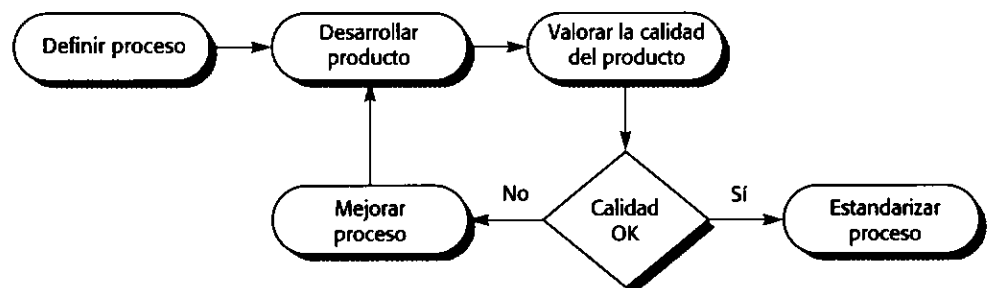 Definir proceso
Desarrollar
producto
Valorar la calidad
del producto
Mejorar
proceso
No
Calidad
OK
Sí
Estandarizar
proceso